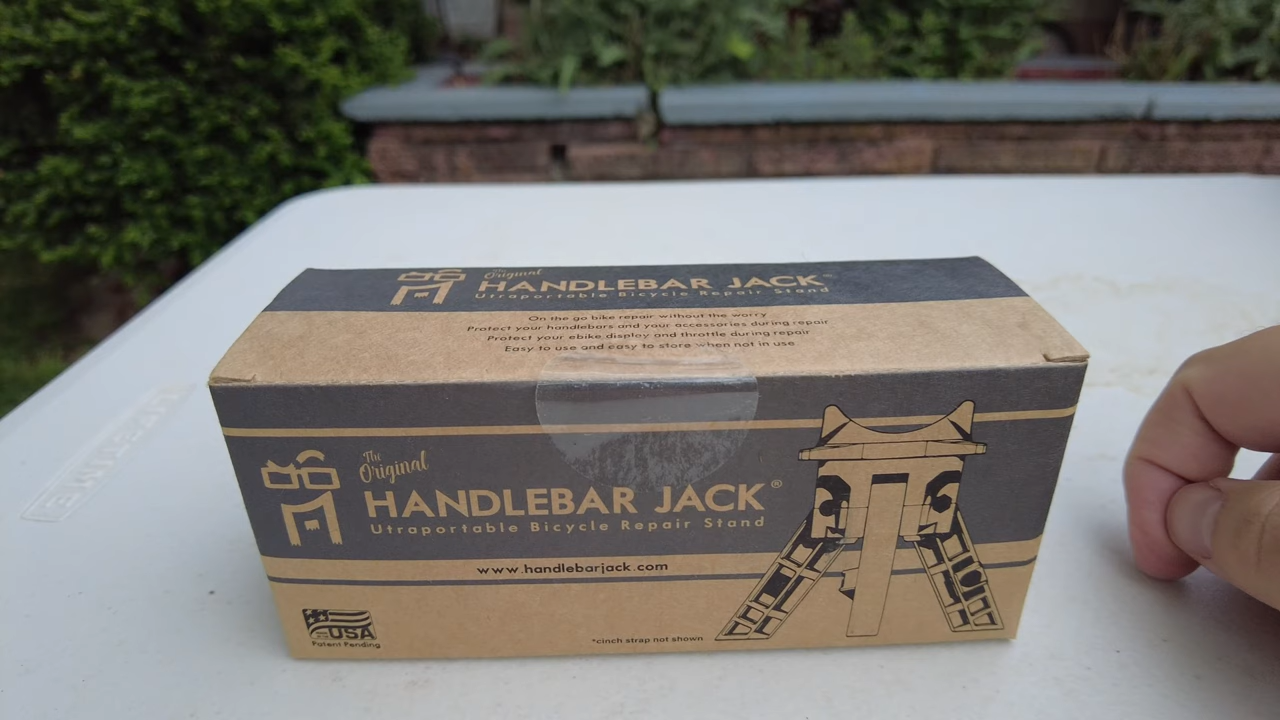 The
Original
HANDLEBAR JACK™
Utraportable Bicycle Repair Stand
On the go bike repair without the worry
Protect your handlebars and your accessories during repair
Protect your ebike display and throttle during repair
Easy to use and easy to store when not in use
The
Original
HANDLEBAR JACK®
Utraportable Bicycle Repair Stand
www.handlebarjack.com
USA
Patent Pending
*cinch strap not shown
LIFETIME